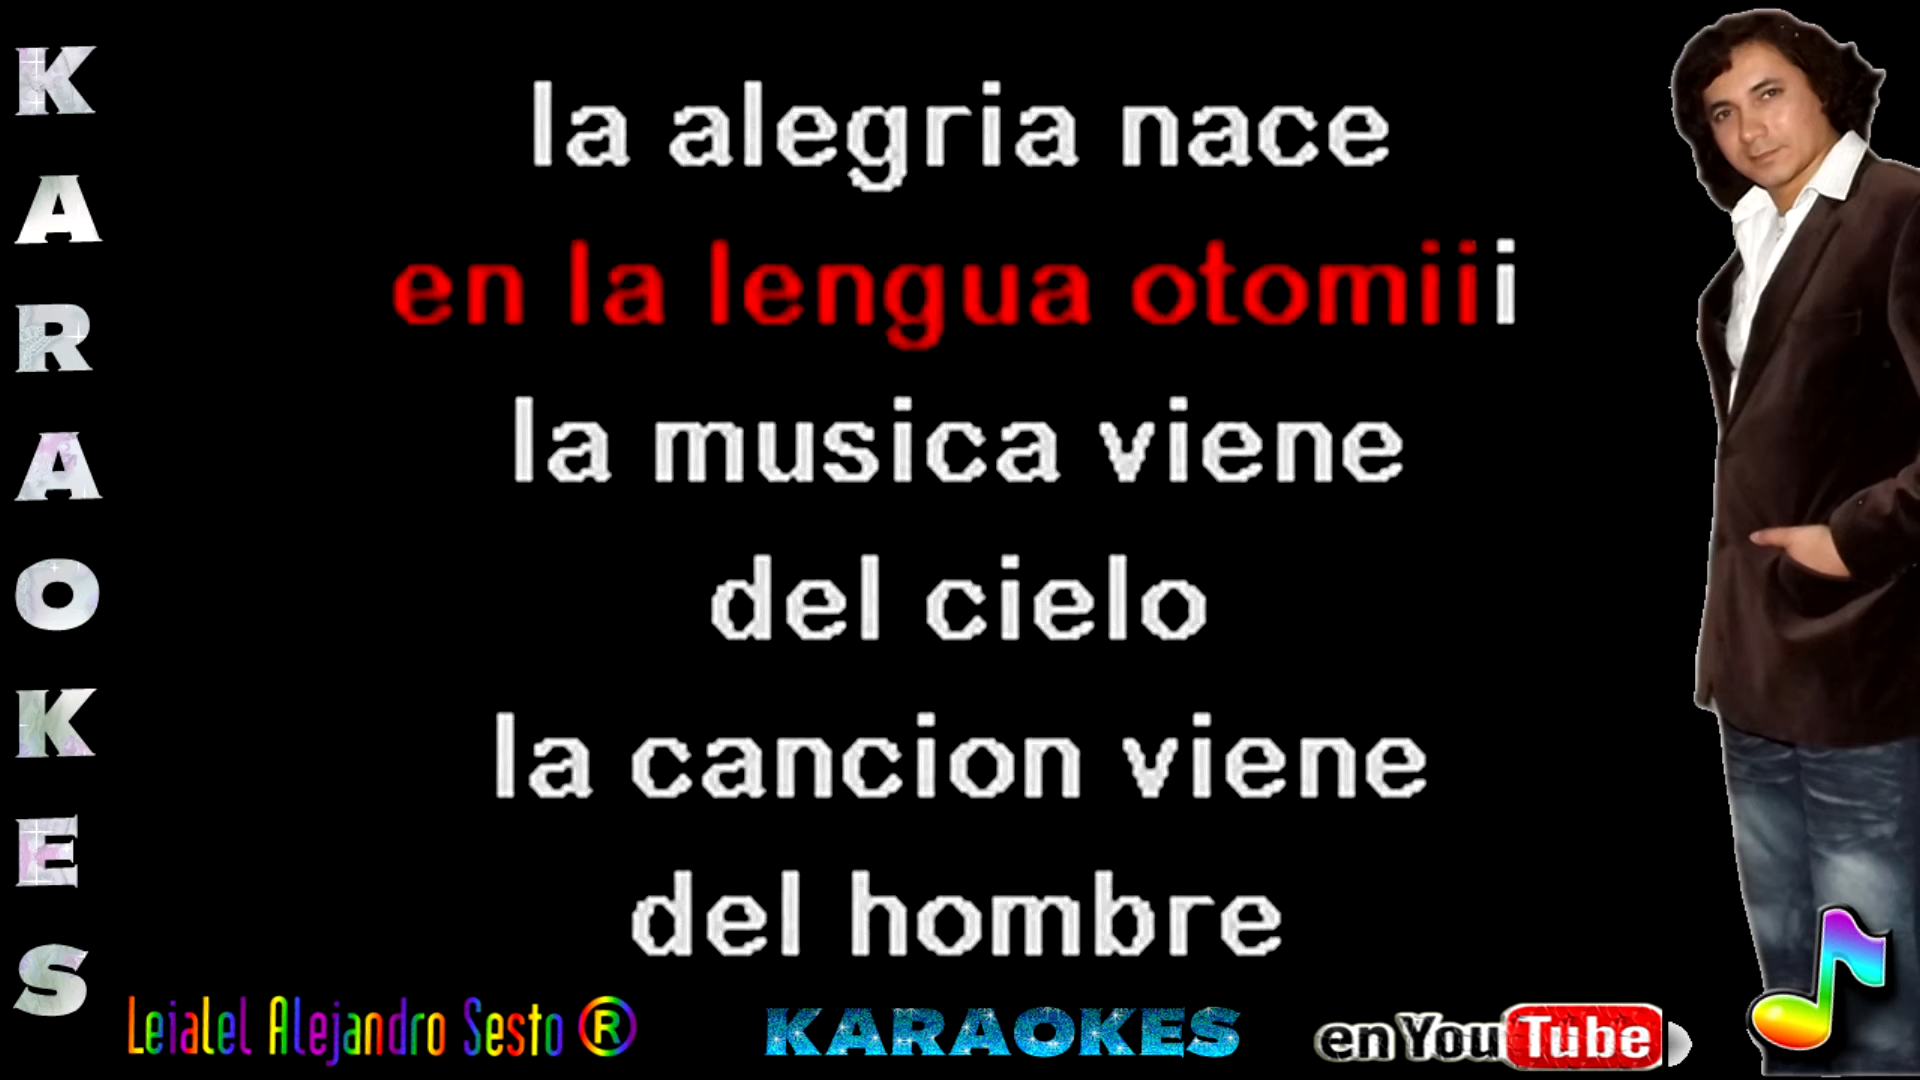 KARAOKES
la alegria nace
en la lengua otomiii
la musica viene
del cielo
la cancion viene
del hombre
Leialel Alejandro Sesto ®
KARAOKES
en YouTube